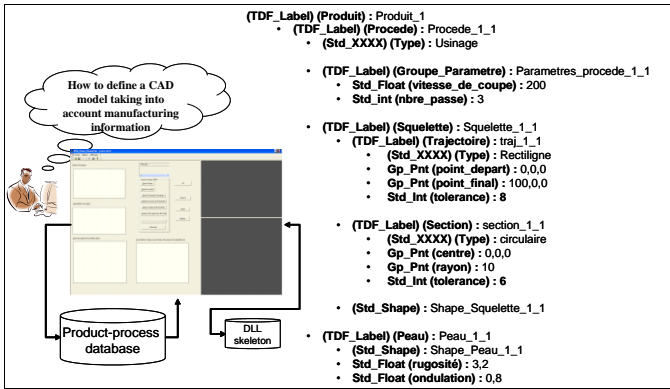 (TDF_Label) (Produit) : Produit_1
• (TDF_Label) (Procede) : Procede_1_1
• (Std_XXXX) (Type) : Usinage
• (TDF_Label) (Groupe_Parametre) : Parametres_procede_1_1
• Std_Float (vitesse_de_coupe) : 200
• Std_int (nbre_passe) : 3
• (TDF_Label) (Squelette) : Squelette_1_1
• (TDF_Label) (Trajectoire) : traj_1_1
• (Std_XXXX) (Type) : Rectiligne
• Gp_Pnt (point_depart) : 0,0,0
• Gp_Pnt (point_final) : 100,0,0
• Std_Int (tolerance) : 8
• (TDF_Label) (Section) : section_1_1
• (Std_XXXX) (Type) : circulaire
• Gp_Pnt (centre) : 0,0,0
• Gp_Pnt (rayon) : 10
• Std_Int (tolerance) : 6
• (Std_Shape) : Shape_Squelette_1_1
• (TDF_Label) (Peau) : Peau_1_1
• (Std_Shape) : Shape_Peau_1_1
• Std_Float (rugosité) : 3,2
• Std_Float (ondulation) : 0,8
How to define a CAD
model taking into
account manufacturing
information
Product-process
database
DLL
skeleton